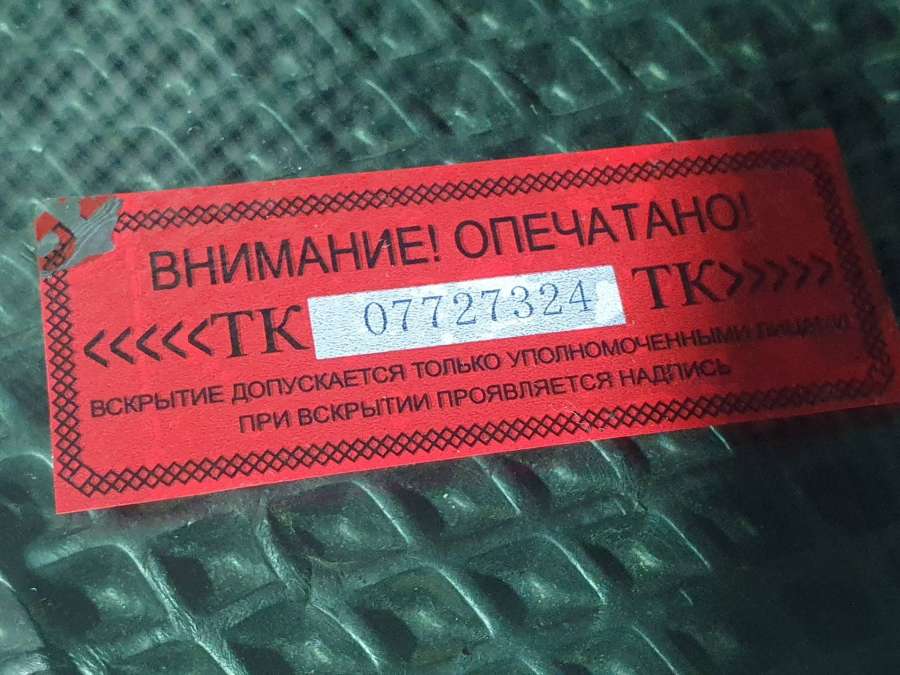 ВНИМАНИЕ! ОПЕЧАТАНО!
<<<<<ТК 07727324 ТК>>>>>
ВСКРЫТИЕ ДОПУСКАЕТСЯ ТОЛЬКО УПОЛНОМОЧЕННЫМИ ЛИЦАМИ!
ПРИ ВСКРЫТИИ ПРОЯВЛЯЕТСЯ НАДПИСЬ